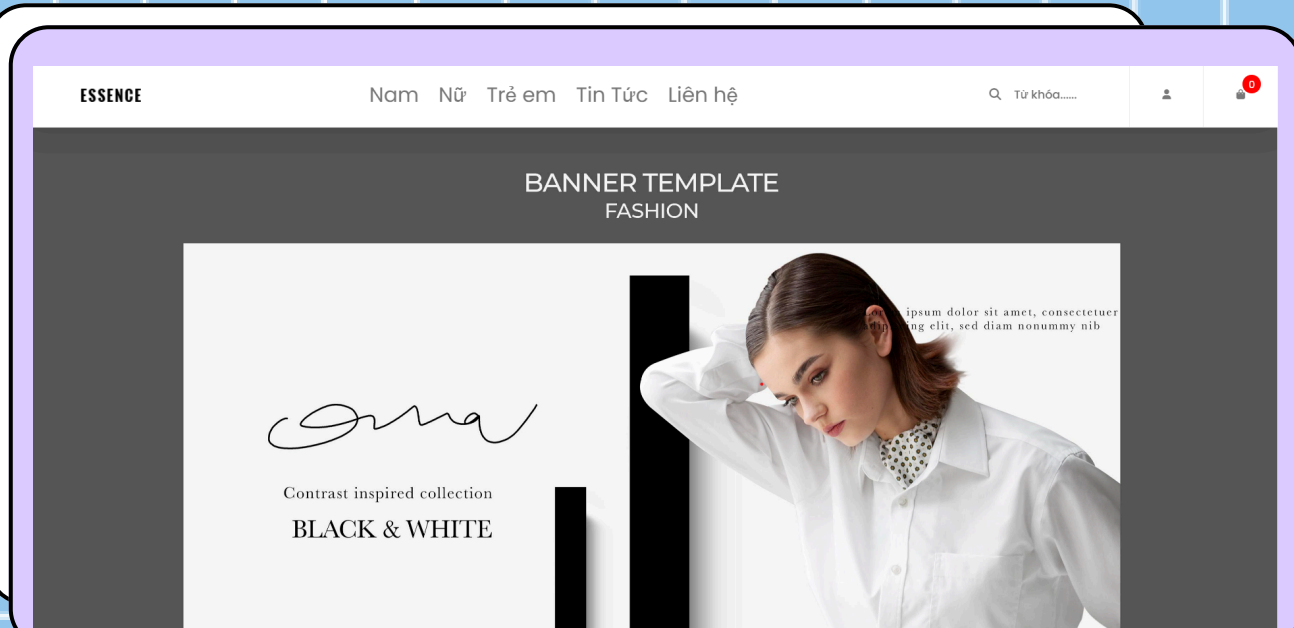 ESSENCE
Nam Nữ Trẻ em Tin Tức Liên hệ
Từ khóa......
0
BANNER TEMPLATE
FASHION
ipsum dolor sit amet, consectetuer
elit, sed diam nonummy nib
Contrast inspired collection
BLACK & WHITE